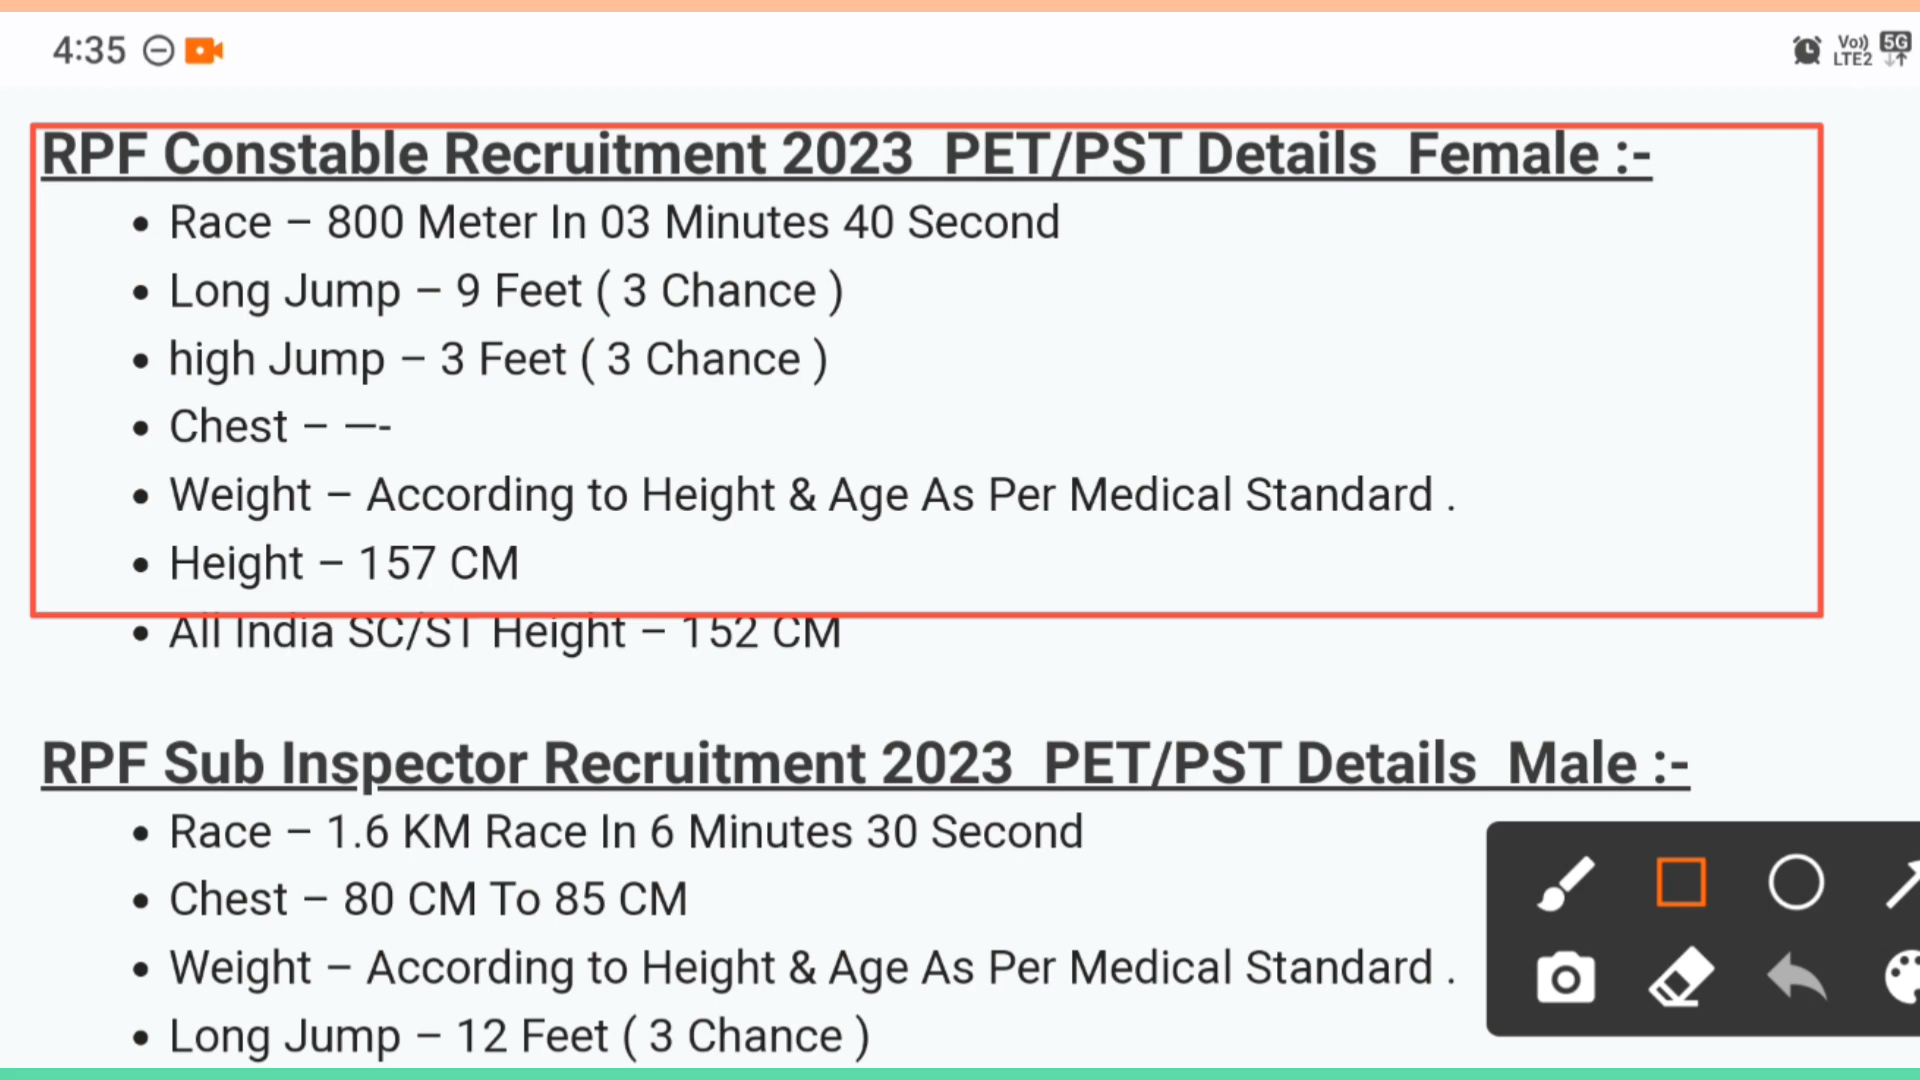 4:35
Vo)) LTE2 5G
RPF Constable Recruitment 2023 PET/PST Details Female :-
• Race – 800 Meter In 03 Minutes 40 Second
• Long Jump – 9 Feet ( 3 Chance )
• high Jump – 3 Feet ( 3 Chance )
• Chest – —-
• Weight – According to Height & Age As Per Medical Standard .
• Height – 157 CM
• All India SC/ST Height – 152 CM
RPF Sub Inspector Recruitment 2023 PET/PST Details Male :-
• Race – 1.6 KM Race In 6 Minutes 30 Second
• Chest – 80 CM To 85 CM
• Weight – According to Height & Age As Per Medical Standard .
• Long Jump – 12 Feet ( 3 Chance )